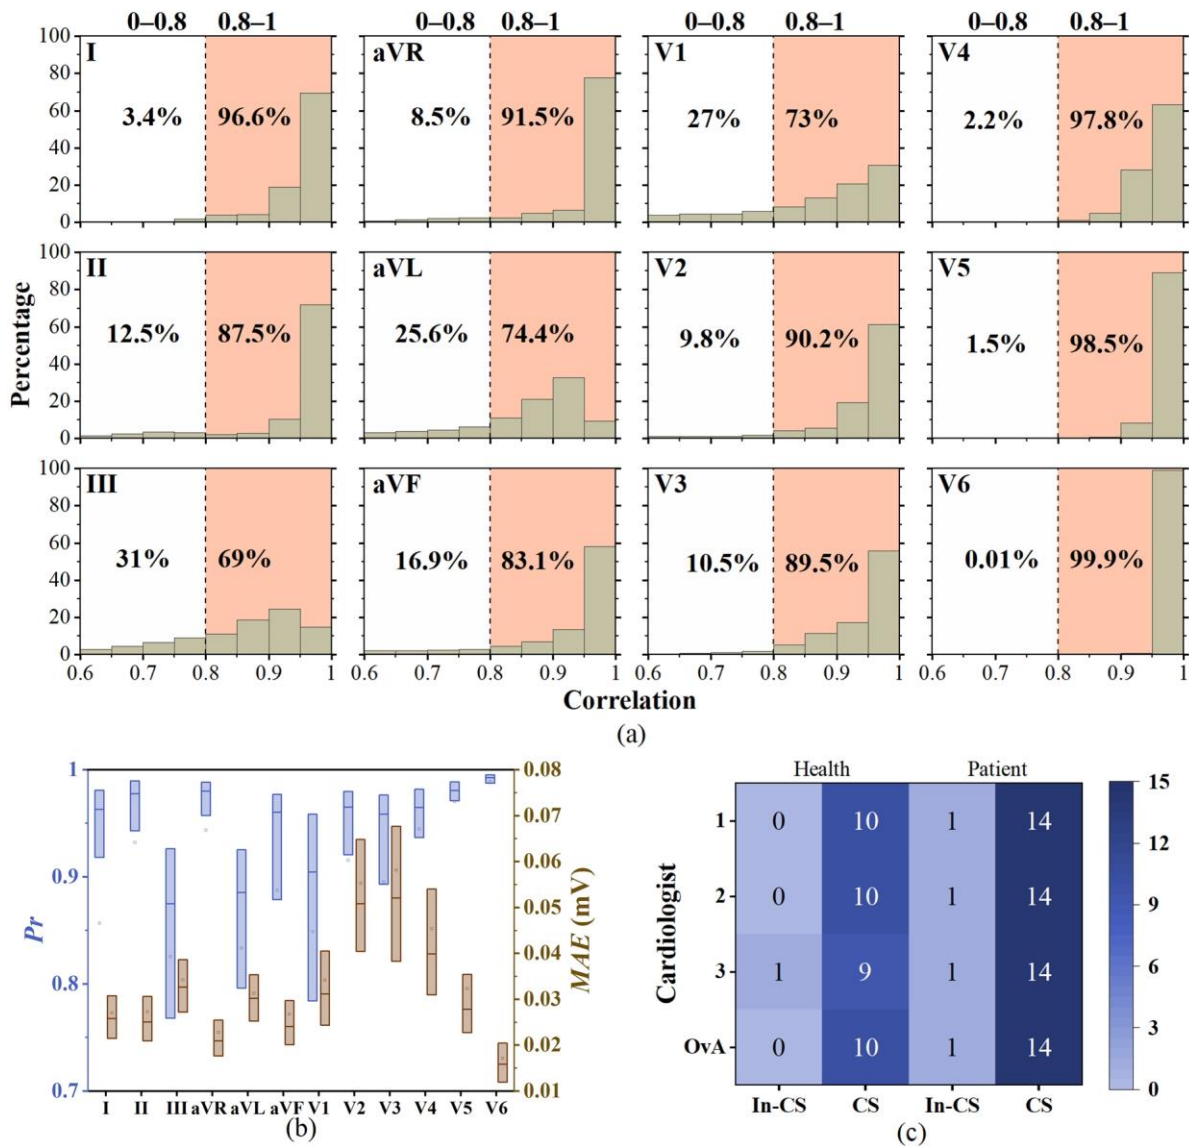 0–0.8 0.8–1 0–0.8 0.8–1 0–0.8 0.8–1 0–0.8 0.8–1
100 I aVR V1 V4
80
60 3.4% 96.6% 8.5% 91.5% 27% 73% 2.2% 97.8%
40
20
0
100 II aVL V2 V5
80
60 12.5% 87.5% 25.6% 74.4% 9.8% 90.2% 1.5% 98.5%
40
20
0
Percentage
100 III aVF V3 V6
80
60 31% 69% 16.9% 83.1% 10.5% 89.5% 0.01% 99.9%
40
20
0
0.6 0.7 0.8 0.9 1 0.6 0.7 0.8 0.9 1 0.6 0.7 0.8 0.9 1 0.6 0.7 0.8 0.9 1
Correlation
(a)
1
0.9
0.8
0.7
Pr
0.08
0.07
0.06
0.05
0.04
0.03
0.02
0.01
MAE (mV)
I II III aVR aVL aVF V1 V2 V3 V4 V5 V6
(b)
Health Patient
Cardiologist
1 0 10 1 14
2 0 10 1 14
3 1 9 1 14
OvA 0 10 1 14
In-CS CS In-CS CS
15
12
9
6
3
0
(c)